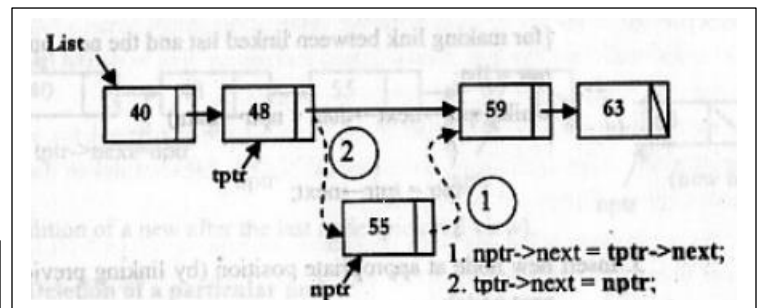 List
40 48 59 63
tptr
2
1
55
nptr
1. nptr->next = tptr->next;
2. tptr->next = nptr;